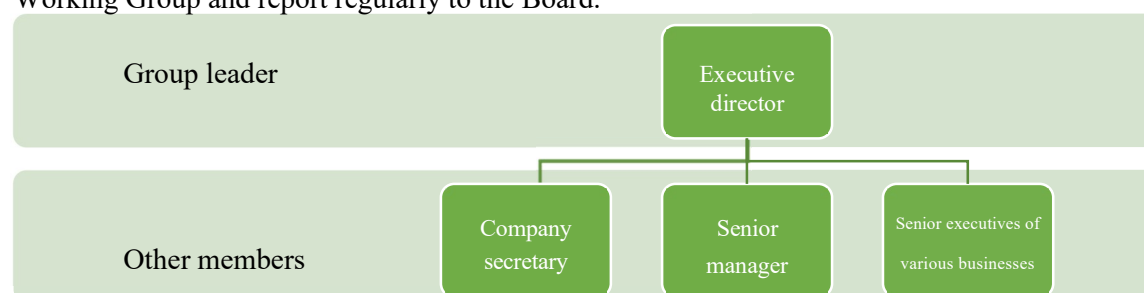 Working Group and report regularly to the Board.
Group leader
Executive
director
Company
secretary
Senior
manager
Senior executives of
various businesses
Other members